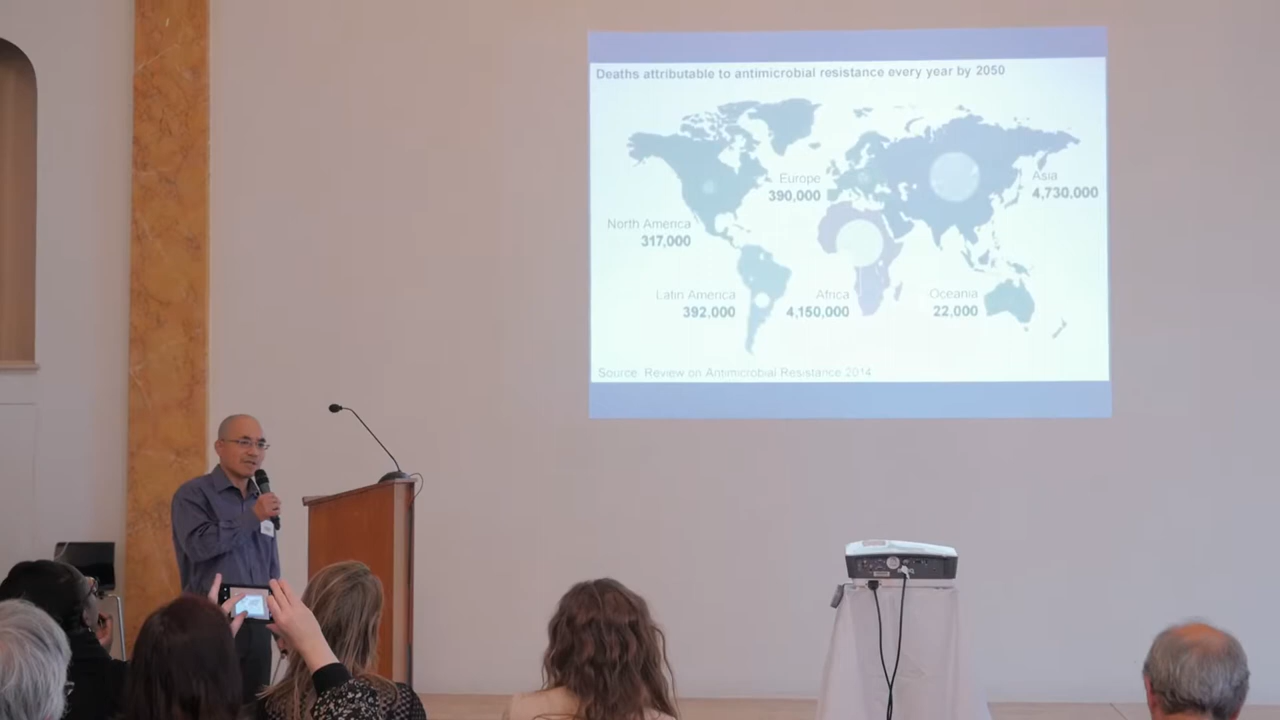 Deaths attributable to antimicrobial resistance every year by 2050
Europe
390,000
Asia
4,730,000
North America
317,000
Latin America
392,000
Africa
4,150,000
Oceania
22,000
Source: Review on Antimicrobial Resistance 2014